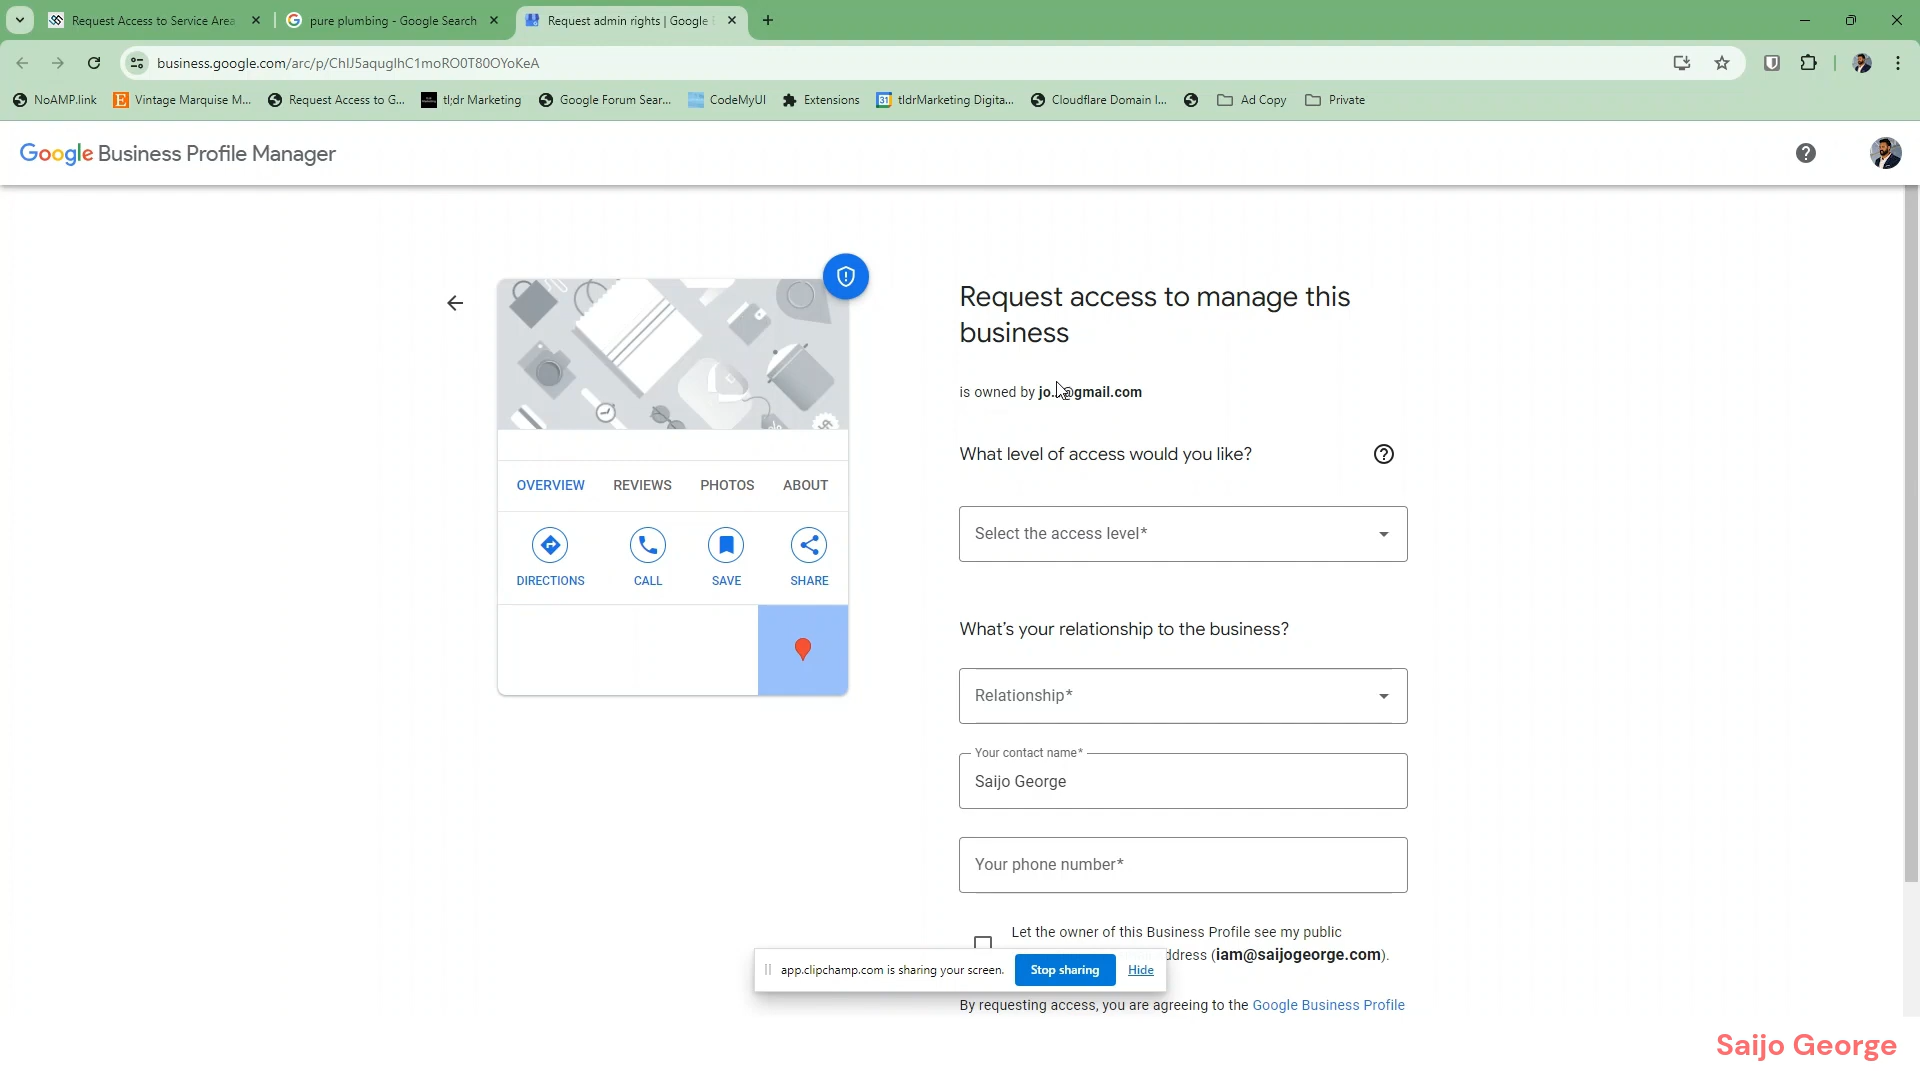 Request Access to Service Area
pure plumbing - Google Search
Request admin rights | Google
business.google.com/arc/p/ChIJ5aquglhC1moRO0T80OYoKeA
NoAMP.link
Vintage Marquise M...
Request Access to G...
tl;dr Marketing
Google Forum Sear...
CodeMyUI
Extensions
31
tldrMarketing Digita...
Cloudflare Domain I...
Ad Copy
Private
Google Business Profile Manager
Request access to manage this
business
is owned by jo...@gmail.com
What level of access would you like?
Select the access level*
OVERVIEW
REVIEWS
PHOTOS
ABOUT
DIRECTIONS
CALL
SAVE
SHARE
What's your relationship to the business?
Relationship*
Your contact name*
Saijo George
Your phone number*
Let the owner of this Business Profile see my public
ddress (iam@saijogeorge.com).
app.clipchamp.com is sharing your screen.
Stop sharing
Hide
By requesting access, you are agreeing to the Google Business Profile
Saijo George